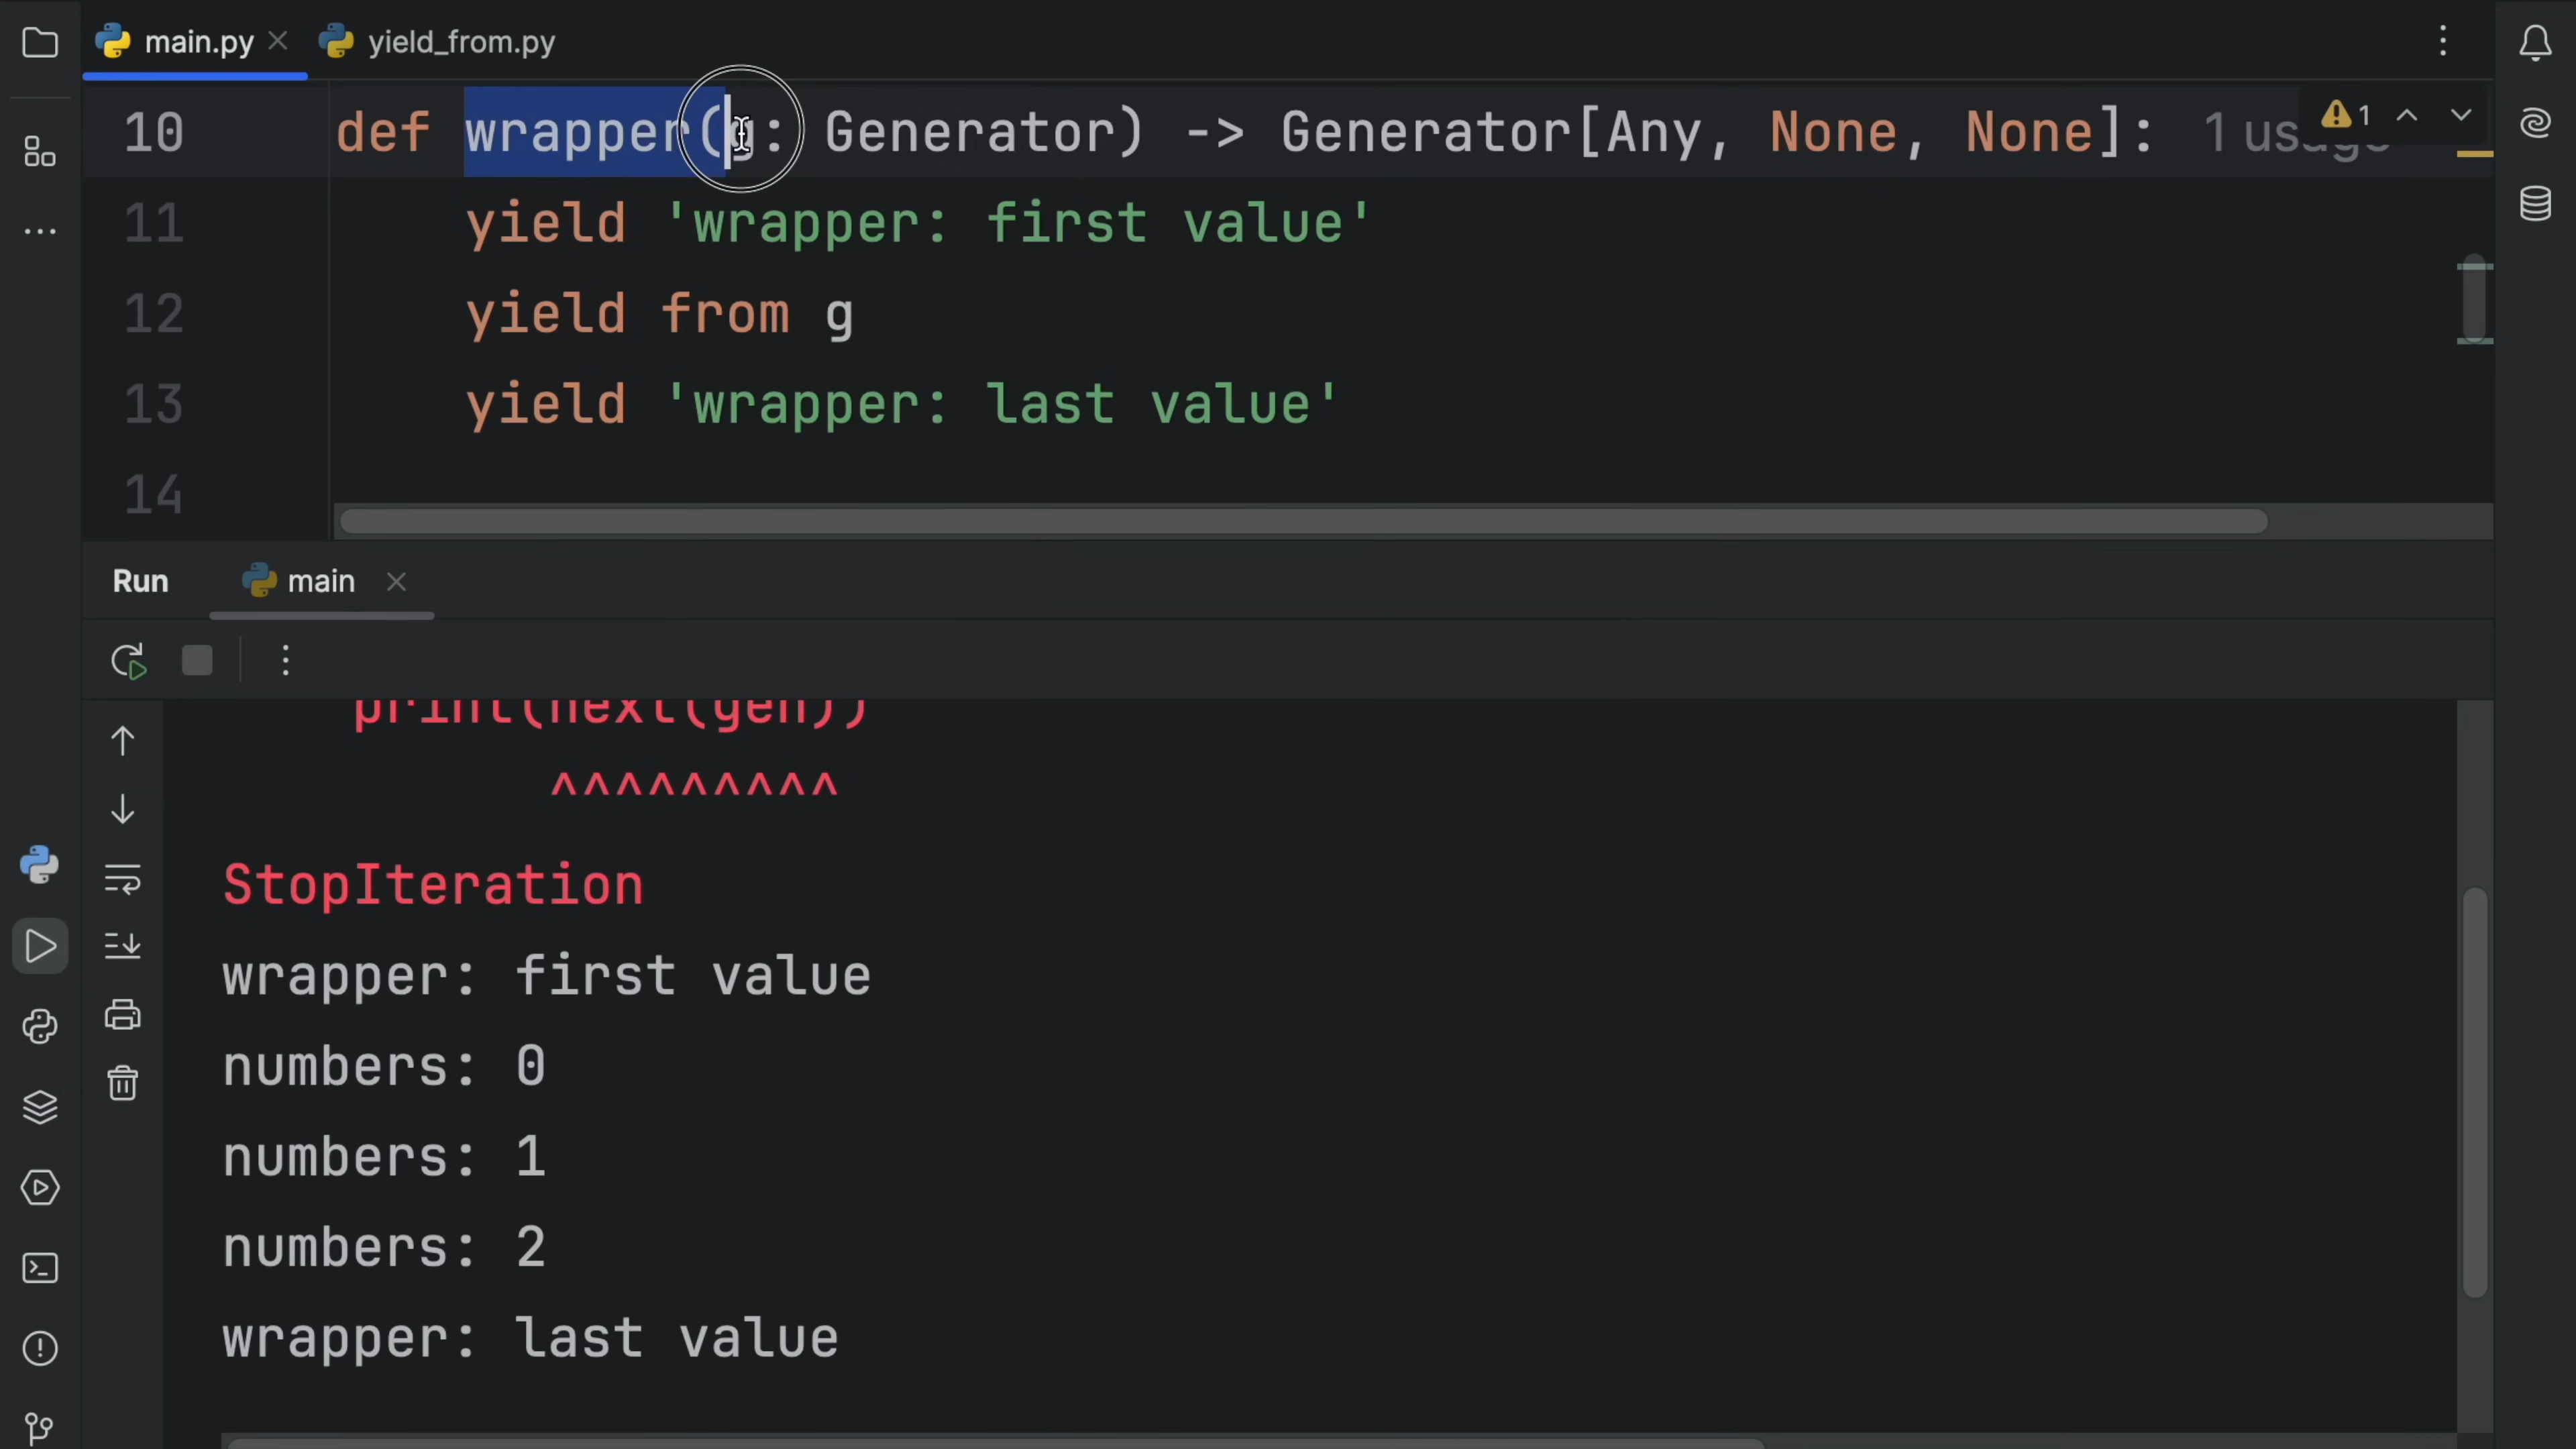 main.py
yield_from.py
10 def wrapper(g: Generator) -> Generator[Any, None, None]: 1 usage
1
11 yield 'wrapper: first value'
12 yield from g
13 yield 'wrapper: last value'
14
Run main
print(next(gen))
^^^^^^^^^
StopIteration
wrapper: first value
numbers: 0
numbers: 1
numbers: 2
wrapper: last value